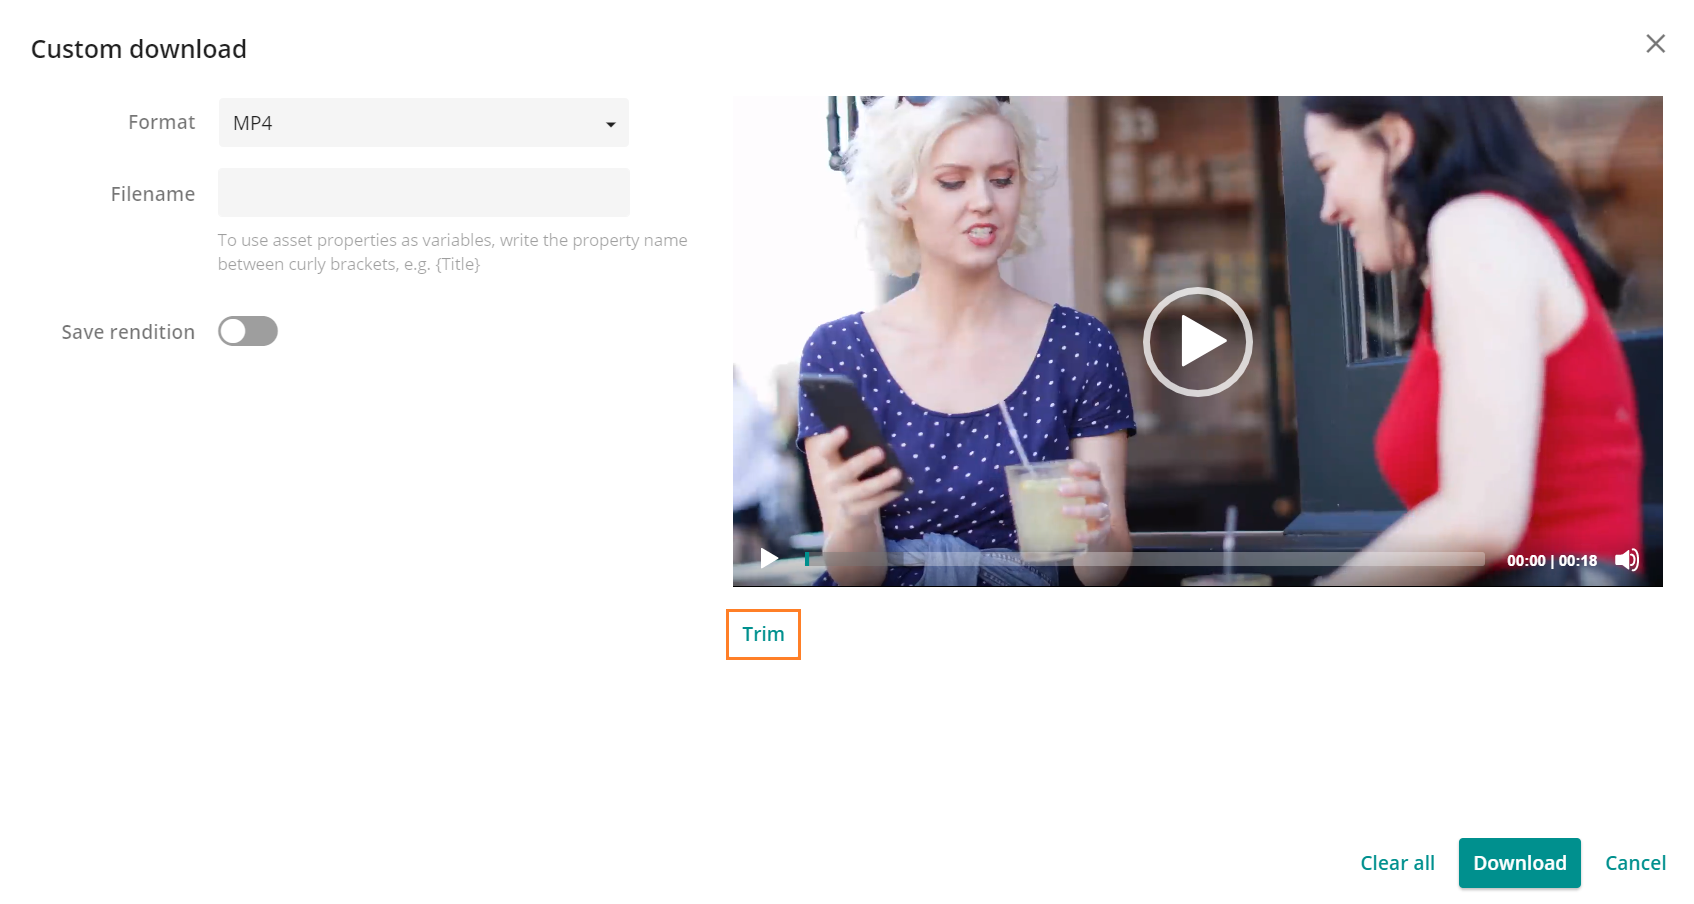 Custom download
Format
MP4
Filename
To use asset properties as variables, write the property name
between curly brackets, e.g. {Title}
Save rendition
33
00:00 | 00:18
Trim
Clear all
Download
Cancel